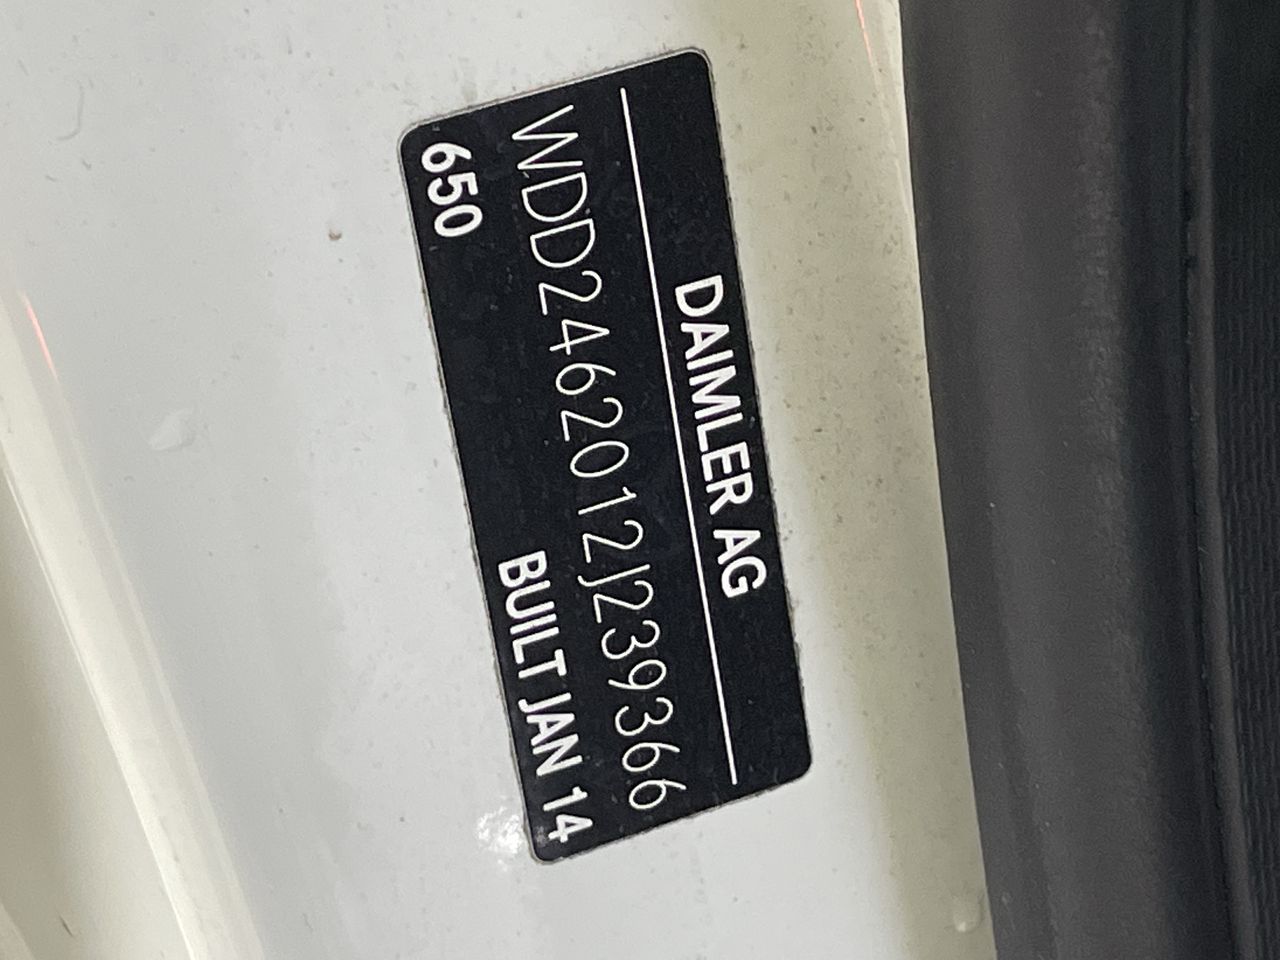 DAIMLER AG
WDD2462012J239366
650 BUILT JAN 14